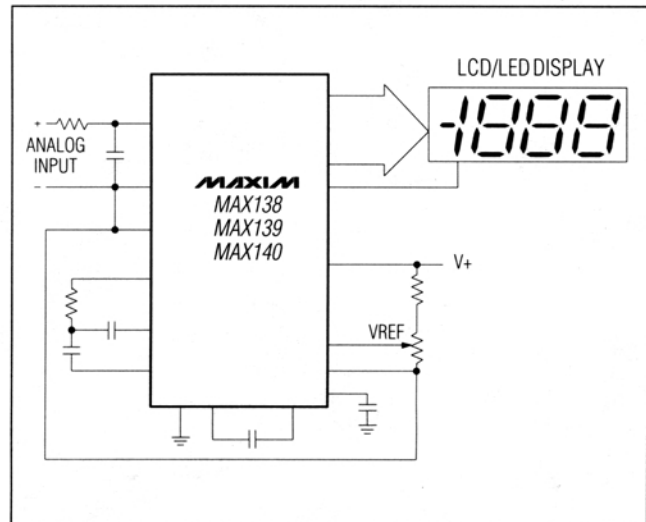 LCD/LED DISPLAY
-1888
+
ANALOG
INPUT
-
MAXIM
MAX138
MAX139
MAX140
V+
VREF